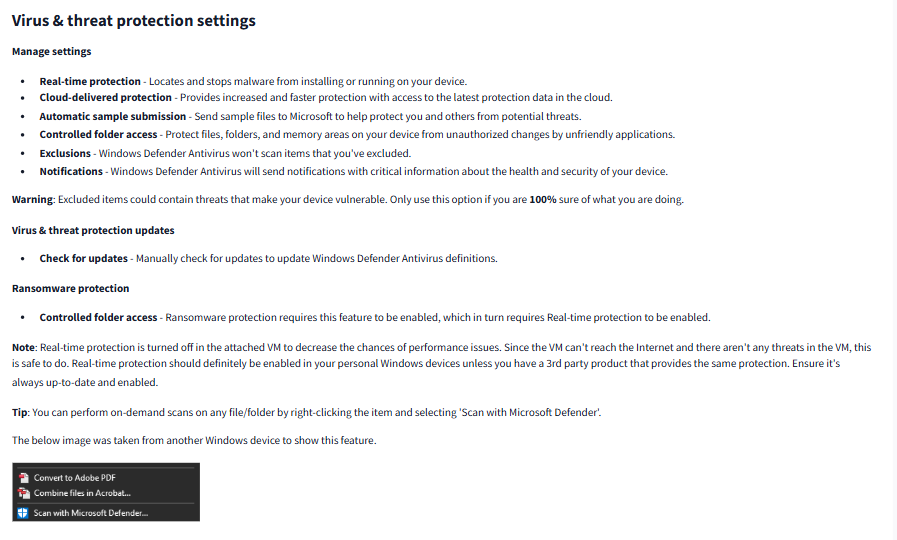 Virus & threat protection settings
Manage settings
• Real-time protection - Locates and stops malware from installing or running on your device.
• Cloud-delivered protection - Provides increased and faster protection with access to the latest protection data in the cloud.
• Automatic sample submission - Send sample files to Microsoft to help protect you and others from potential threats.
• Controlled folder access - Protect files, folders, and memory areas on your device from unauthorized changes by unfriendly applications.
• Exclusions - Windows Defender Antivirus won't scan items that you've excluded.
• Notifications - Windows Defender Antivirus will send notifications with critical information about the health and security of your device.
Warning: Excluded items could contain threats that make your device vulnerable. Only use this option if you are 100% sure of what you are doing.
Virus & threat protection updates
• Check for updates - Manually check for updates to update Windows Defender Antivirus definitions.
Ransomware protection
• Controlled folder access - Ransomware protection requires this feature to be enabled, which in turn requires Real-time protection to be enabled.
Note: Real-time protection is turned off in the attached VM to decrease the chances of performance issues. Since the VM can't reach the Internet and there aren't any threats in the VM, this
is safe to do. Real-time protection should definitely be enabled in your personal Windows devices unless you have a 3rd party product that provides the same protection. Ensure it's
always up-to-date and enabled.
Tip: You can perform on-demand scans on any file/folder by right-clicking the item and selecting 'Scan with Microsoft Defender'.
The below image was taken from another Windows device to show this feature.
Convert to Adobe PDF
Combine files in Acrobat...
Scan with Microsoft Defender...